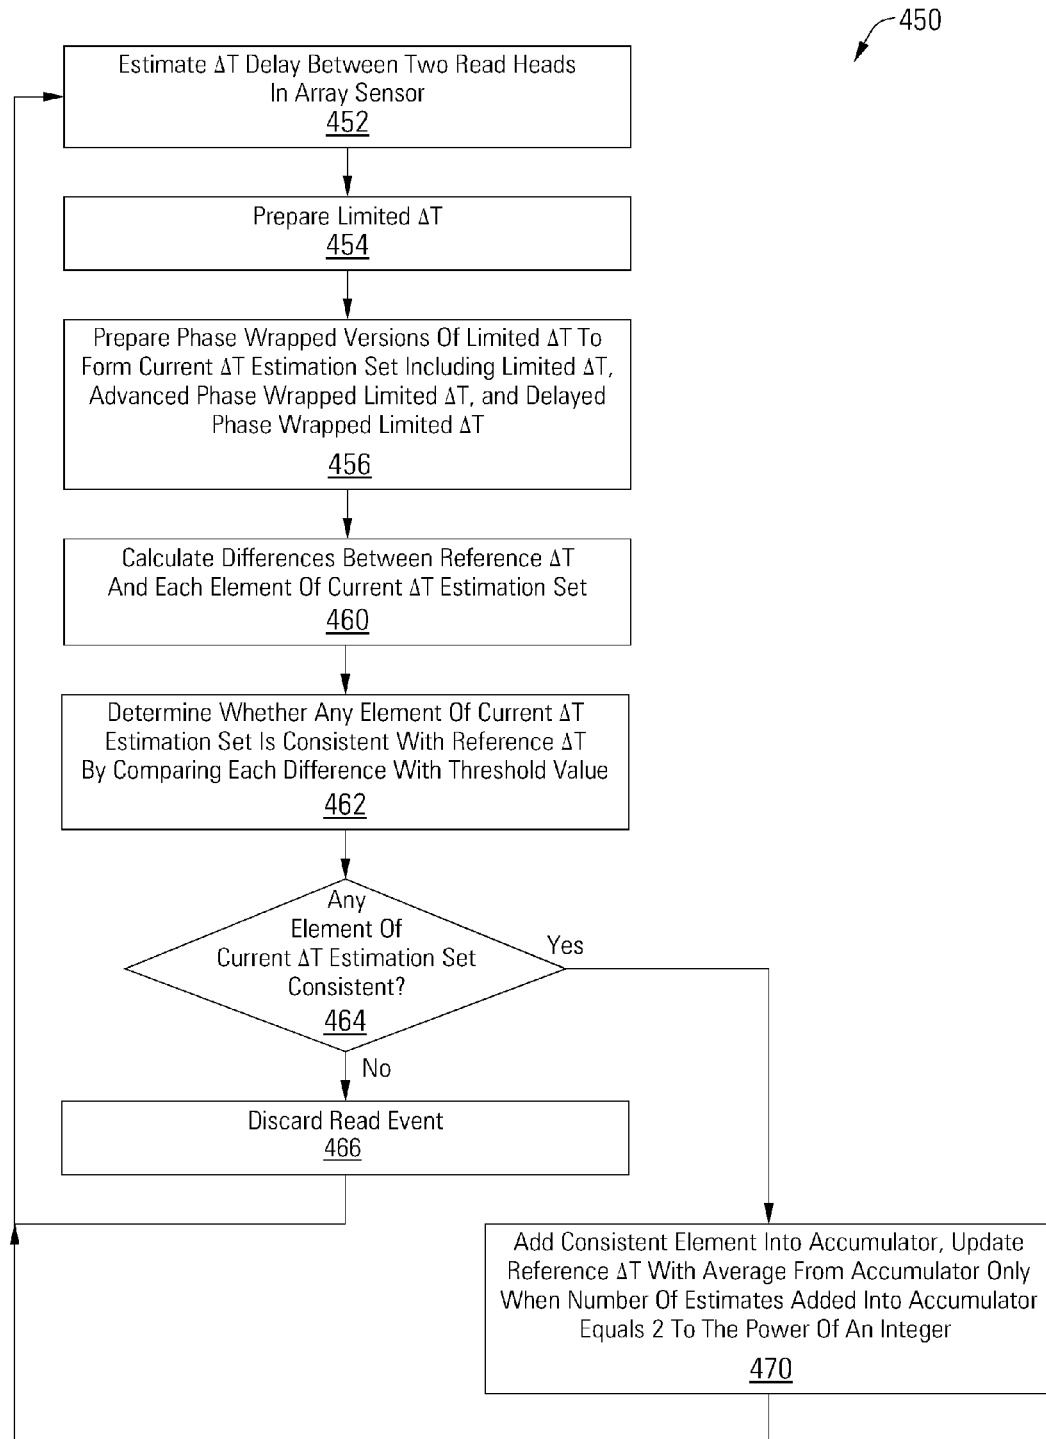 450
Estimate ΔT Delay Between Two Read Heads
In Array Sensor
452
Prepare Limited ΔT
454
Prepare Phase Wrapped Versions Of Limited ΔT To
Form Current ΔT Estimation Set Including Limited ΔT,
Advanced Phase Wrapped Limited ΔT, and Delayed
Phase Wrapped Limited ΔT
456
Calculate Differences Between Reference ΔT
And Each Element Of Current ΔT Estimation Set
460
Determine Whether Any Element Of Current ΔT
Estimation Set Is Consistent With Reference ΔT
By Comparing Each Difference With Threshold Value
462
Any
Element Of
Current ΔT Estimation Set
Consistent?
464
Yes
No
Discard Read Event
466
Add Consistent Element Into Accumulator, Update
Reference ΔT With Average From Accumulator Only
When Number Of Estimates Added Into Accumulator
Equals 2 To The Power Of An Integer
470